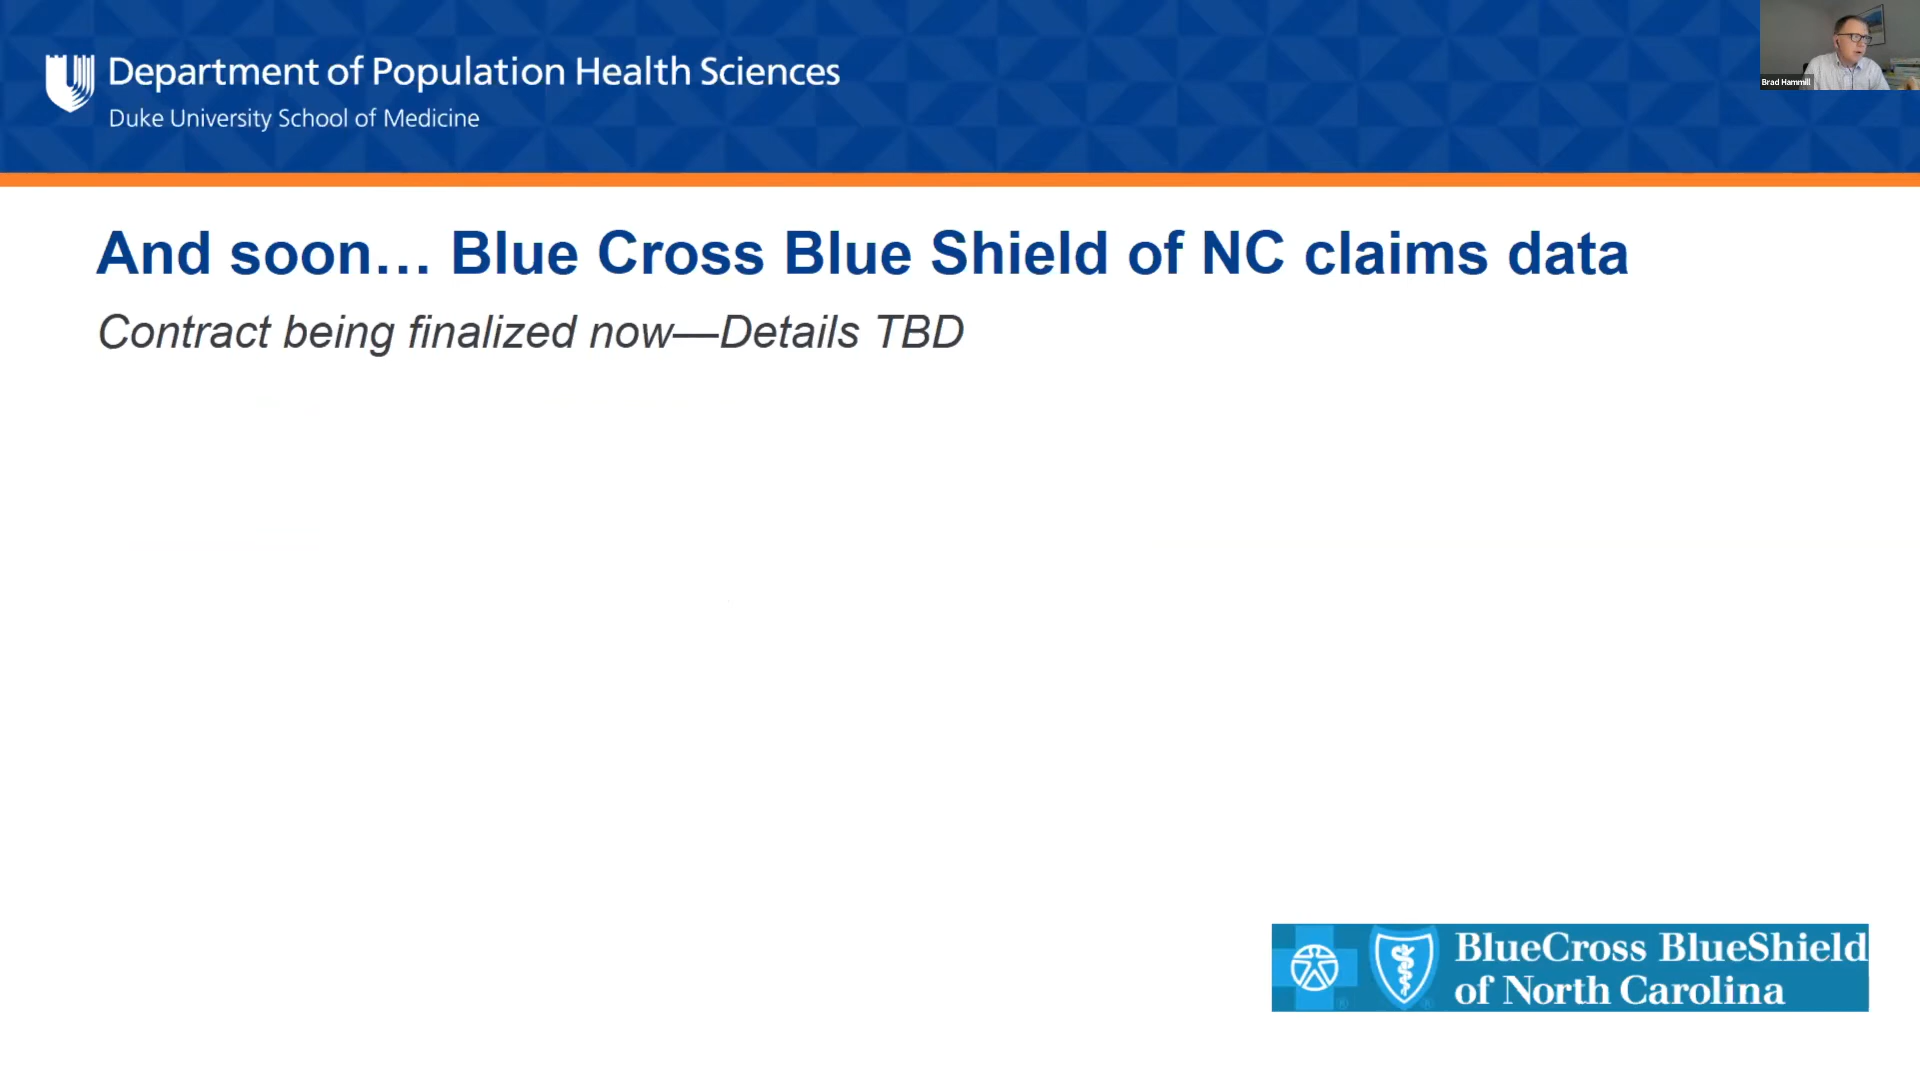 Department of Population Health Sciences
Duke University School of Medicine
Brad Hammill
And soon… Blue Cross Blue Shield of NC claims data
Contract being finalized now—Details TBD
BlueCross BlueShield
of North Carolina